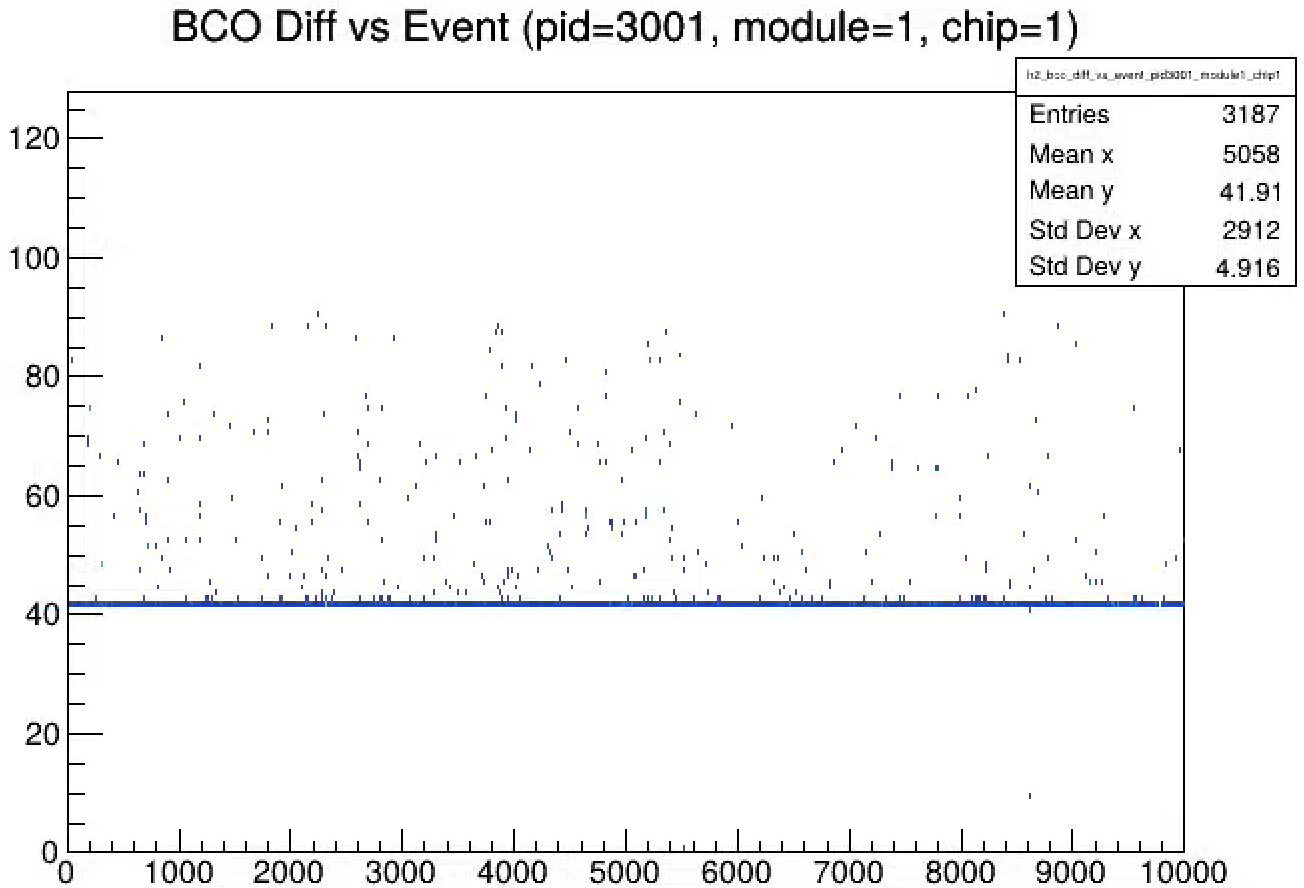 BCO Diff vs Event (pid=3001, module=1, chip=1)
h2_bco_diff_vs_event_pid3001_module1_chip1
Entries 3187
Mean x 5058
Mean y 41.91
Std Dev x 2912
Std Dev y 4.916
120
100
80
60
40
20
0
0 1000 2000 3000 4000 5000 6000 7000 8000 9000 10000